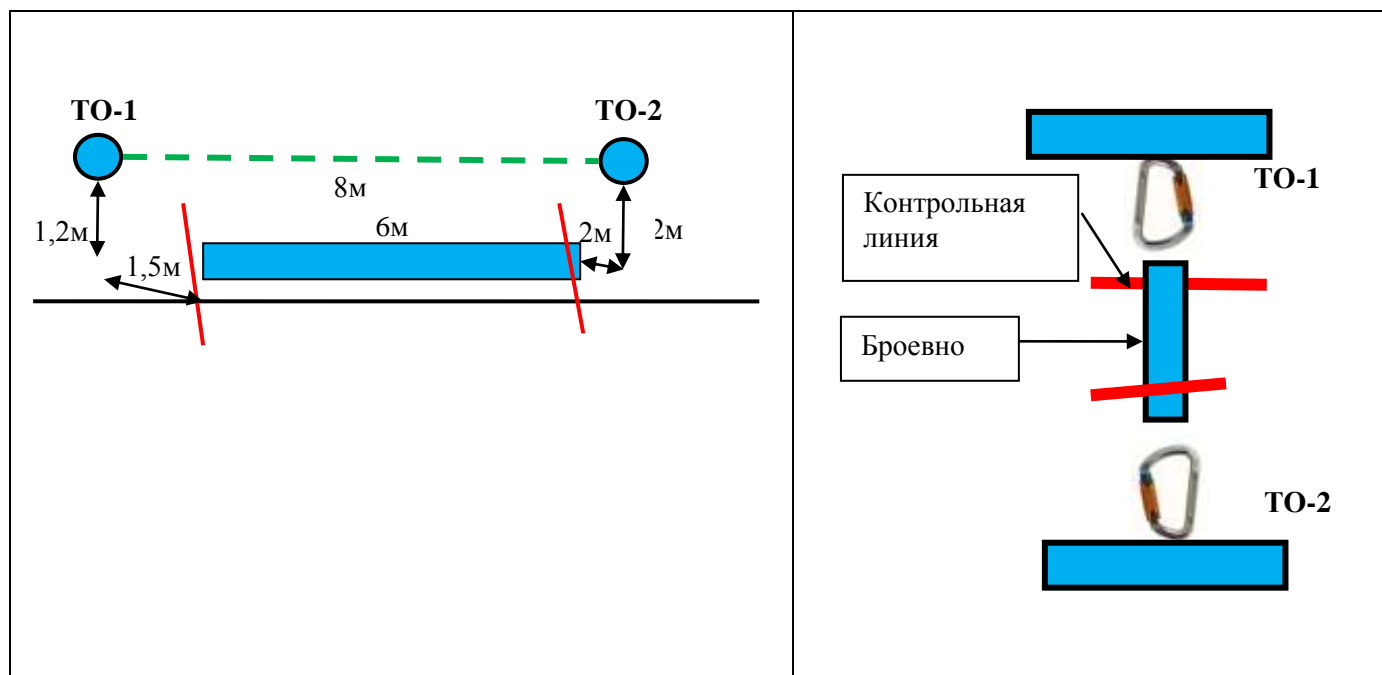 ТО-1
ТО-2
8м
1,2м
6м
2м
2м
1,5м
ТО-1
Контрольная
линия
Броевно
ТО-2